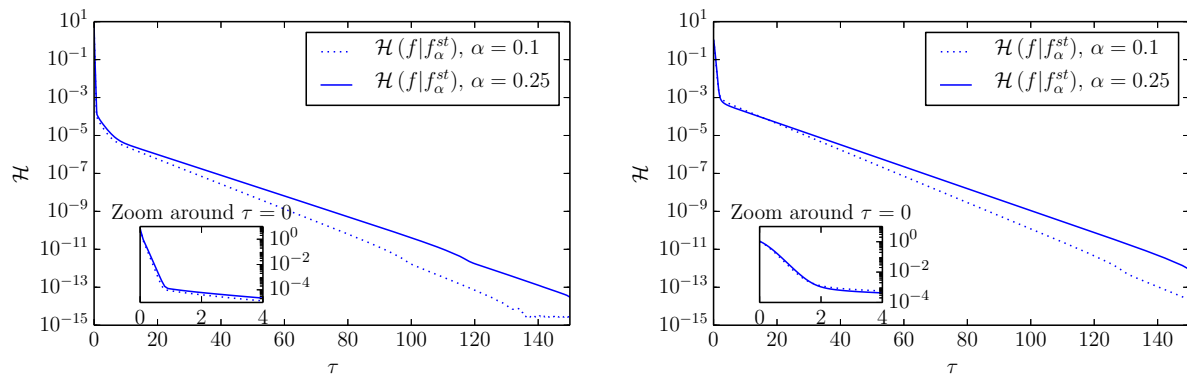 10^1
10^{-1}
10^{-3}
10^{-5}
10^{-7}
10^{-9}
10^{-11}
10^{-13}
10^{-15}
ℋ
ℋ(f|f_α^{st}), α = 0.1
ℋ(f|f_α^{st}), α = 0.25
Zoom around τ = 0
10^0
10^{-2}
10^{-4}
0 2 4
0 20 40 60 80 100 120 140
τ
10^1
10^{-1}
10^{-3}
10^{-5}
10^{-7}
10^{-9}
10^{-11}
10^{-13}
10^{-15}
ℋ
ℋ(f|f_α^{st}), α = 0.1
ℋ(f|f_α^{st}), α = 0.25
Zoom around τ = 0
10^0
10^{-2}
10^{-4}
0 2 4
0 20 40 60 80 100 120 140
τ